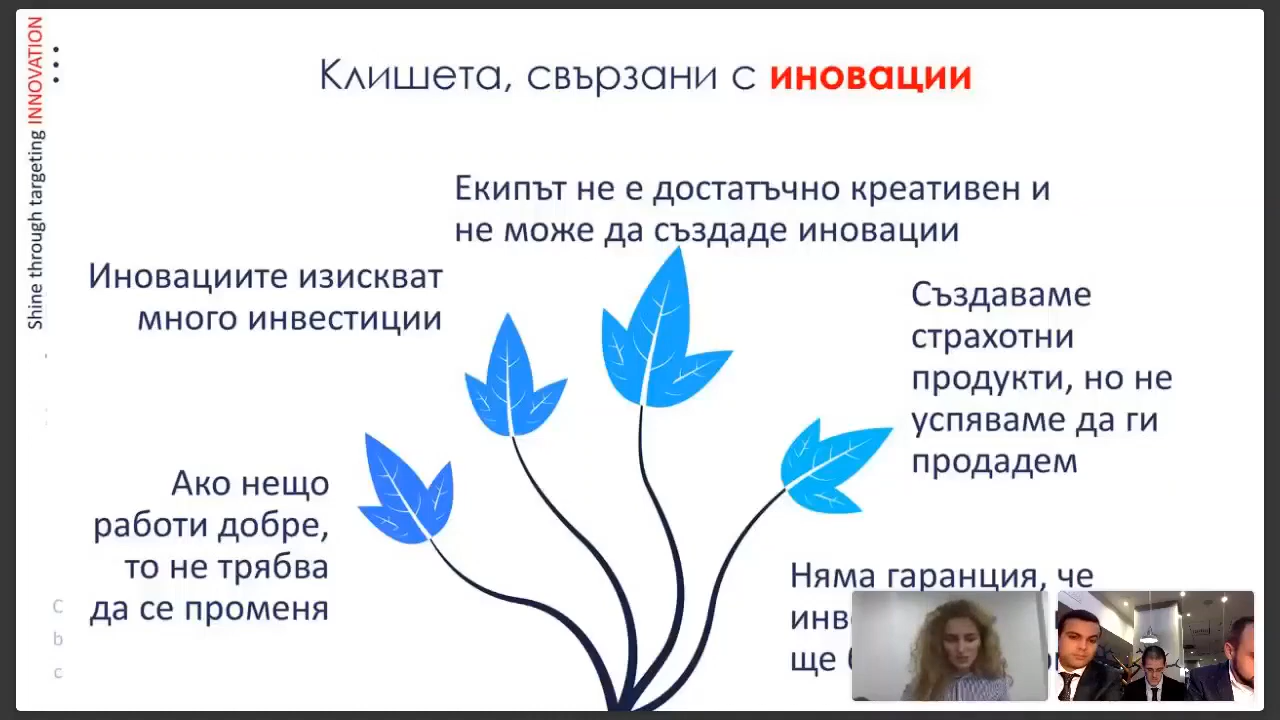 Shine through targeting INNOVATION
Клишета, свързани с иновации
Екипът не е достатъчно креативен и
не може да създаде иновации
Иновациите изискват
много инвестиции
Създаваме
страхотни
продукти, но не
успяваме да ги
продадем
Ако нещо
работи добре,
то не трябва
да се променя
Няма гаранция, че
ще
C
b
c